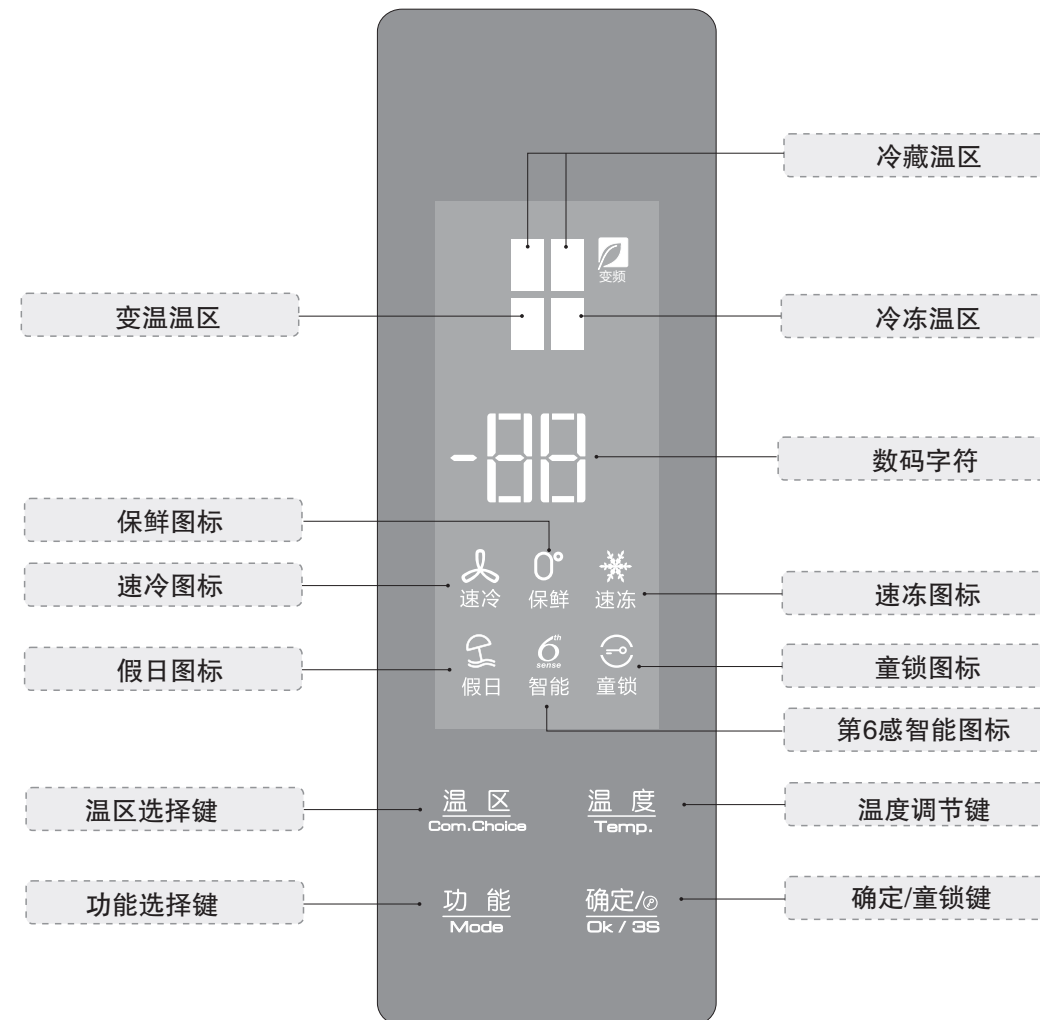 冷藏温区
变频
变温温区
冷冻温区
-88
数码字符
保鲜图标
0°
速冷图标
速冷
保鲜
速冻
速冻图标
假日图标
6th
sense
假日
智能
童锁
童锁图标
第6感智能图标
温区选择键
温 区
Com.Choice
温 度
Temp.
温度调节键
功能选择键
功 能
Mode
确定/
Ok / 3S
确定/童锁键